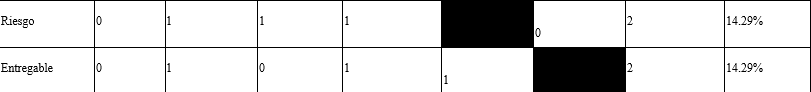 Riesgo 0 1 1 1 0 2 14.29%
Entregable 0 1 0 1 1 2 14.29%